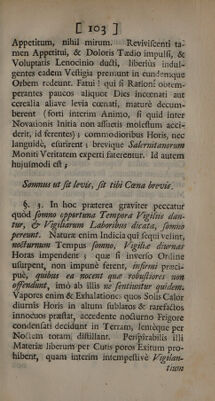 [ 103 ]
Appetitum, nihil mirum. Reviviscenti ta-
men Appetitui, & Doloris Tædio impulsi, &
Voluptatis Lenocinio ducti, liberius indul-
gentes eadem Vestigia premunt in eundemque
Orbem redeunt. Fatui! qui si Rationi obtem-
perantes paucos aliquot Dies incœnati aut
cerealia aliave levia cœnati, maturè decum-
berent (forti interim Animo, si quid inter
Novationis Initia non assuetis molestum acci-
derit, id ferentes); commodioribus Horis, nec
languidè, esurirent; brevique Salernitanorum
Moniti Veritatem experti faterentur. Id autem
hujusmodi est;
Somnus ut sit levis, sit tibi Cœna brevis.
§. 3. In hoc præterea graviter peccatur
quod somno opportuna Tempora Vigiliis dan-
tur, & Vigiliarum Laboribus dicata, somno
pereunt. Naturæ enim Indicia qui sequi velint,
nocturnum Tempus somno, Vigiliæ diurnas
Horas impendent; quæ si inverso Ordine
usurpent, non impunè ferent, infirmi præci-
puè, quibus ea nocent quæ robustiores non
offendunt, imò ab illis ne sentiuntur quidem.
Vapores enim & Exhalationes quos Solis Calor
diurnis Horis in altum sublatos & rarefactos
innocuos præstat, accedente nocturno Frigore
condensati decidunt in Terram, lentèque per
Noctem totam, distillant. Perspirabilis illi
Materiæ liberum per Cutis poros Exitum pro-
hibent, quam interim intempestivè Vigilan-
tium